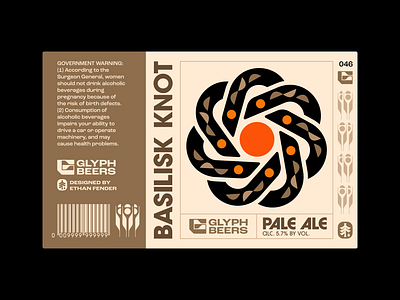 GOVERNMENT WARNING:
(1) According to the
Surgeon General, women
should not drink alcoholic
beverages during
pregnancy because of
the risk of birth defects.
(2) Consumption of
alcoholic beverages
impairs your ability to
drive a car or operate
machinery, and may
cause health problems.
GLYPH
BEERS
DESIGNED BY
ETHAN FENDER
0 009999 999999
BASILISK KNOT
046
GLYPH
BEERS
PALE ALE
ALC. 5.7% BY VOL.